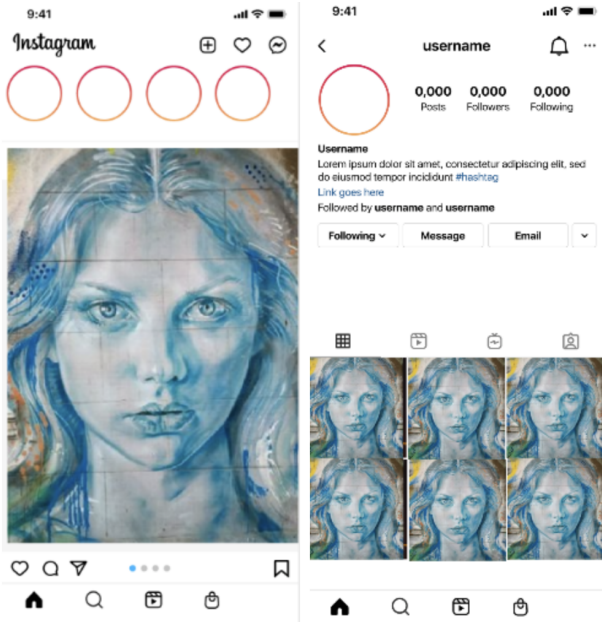 9:41
Instagram
9:41
username
0,000 0,000 0,000
Posts Followers Following
Username
Lorem ipsum dolor sit amet, consectetur adipiscing elit, sed
do eiusmod tempor incididunt #hashtag
Link goes here
Followed by username and username
Following Message Email